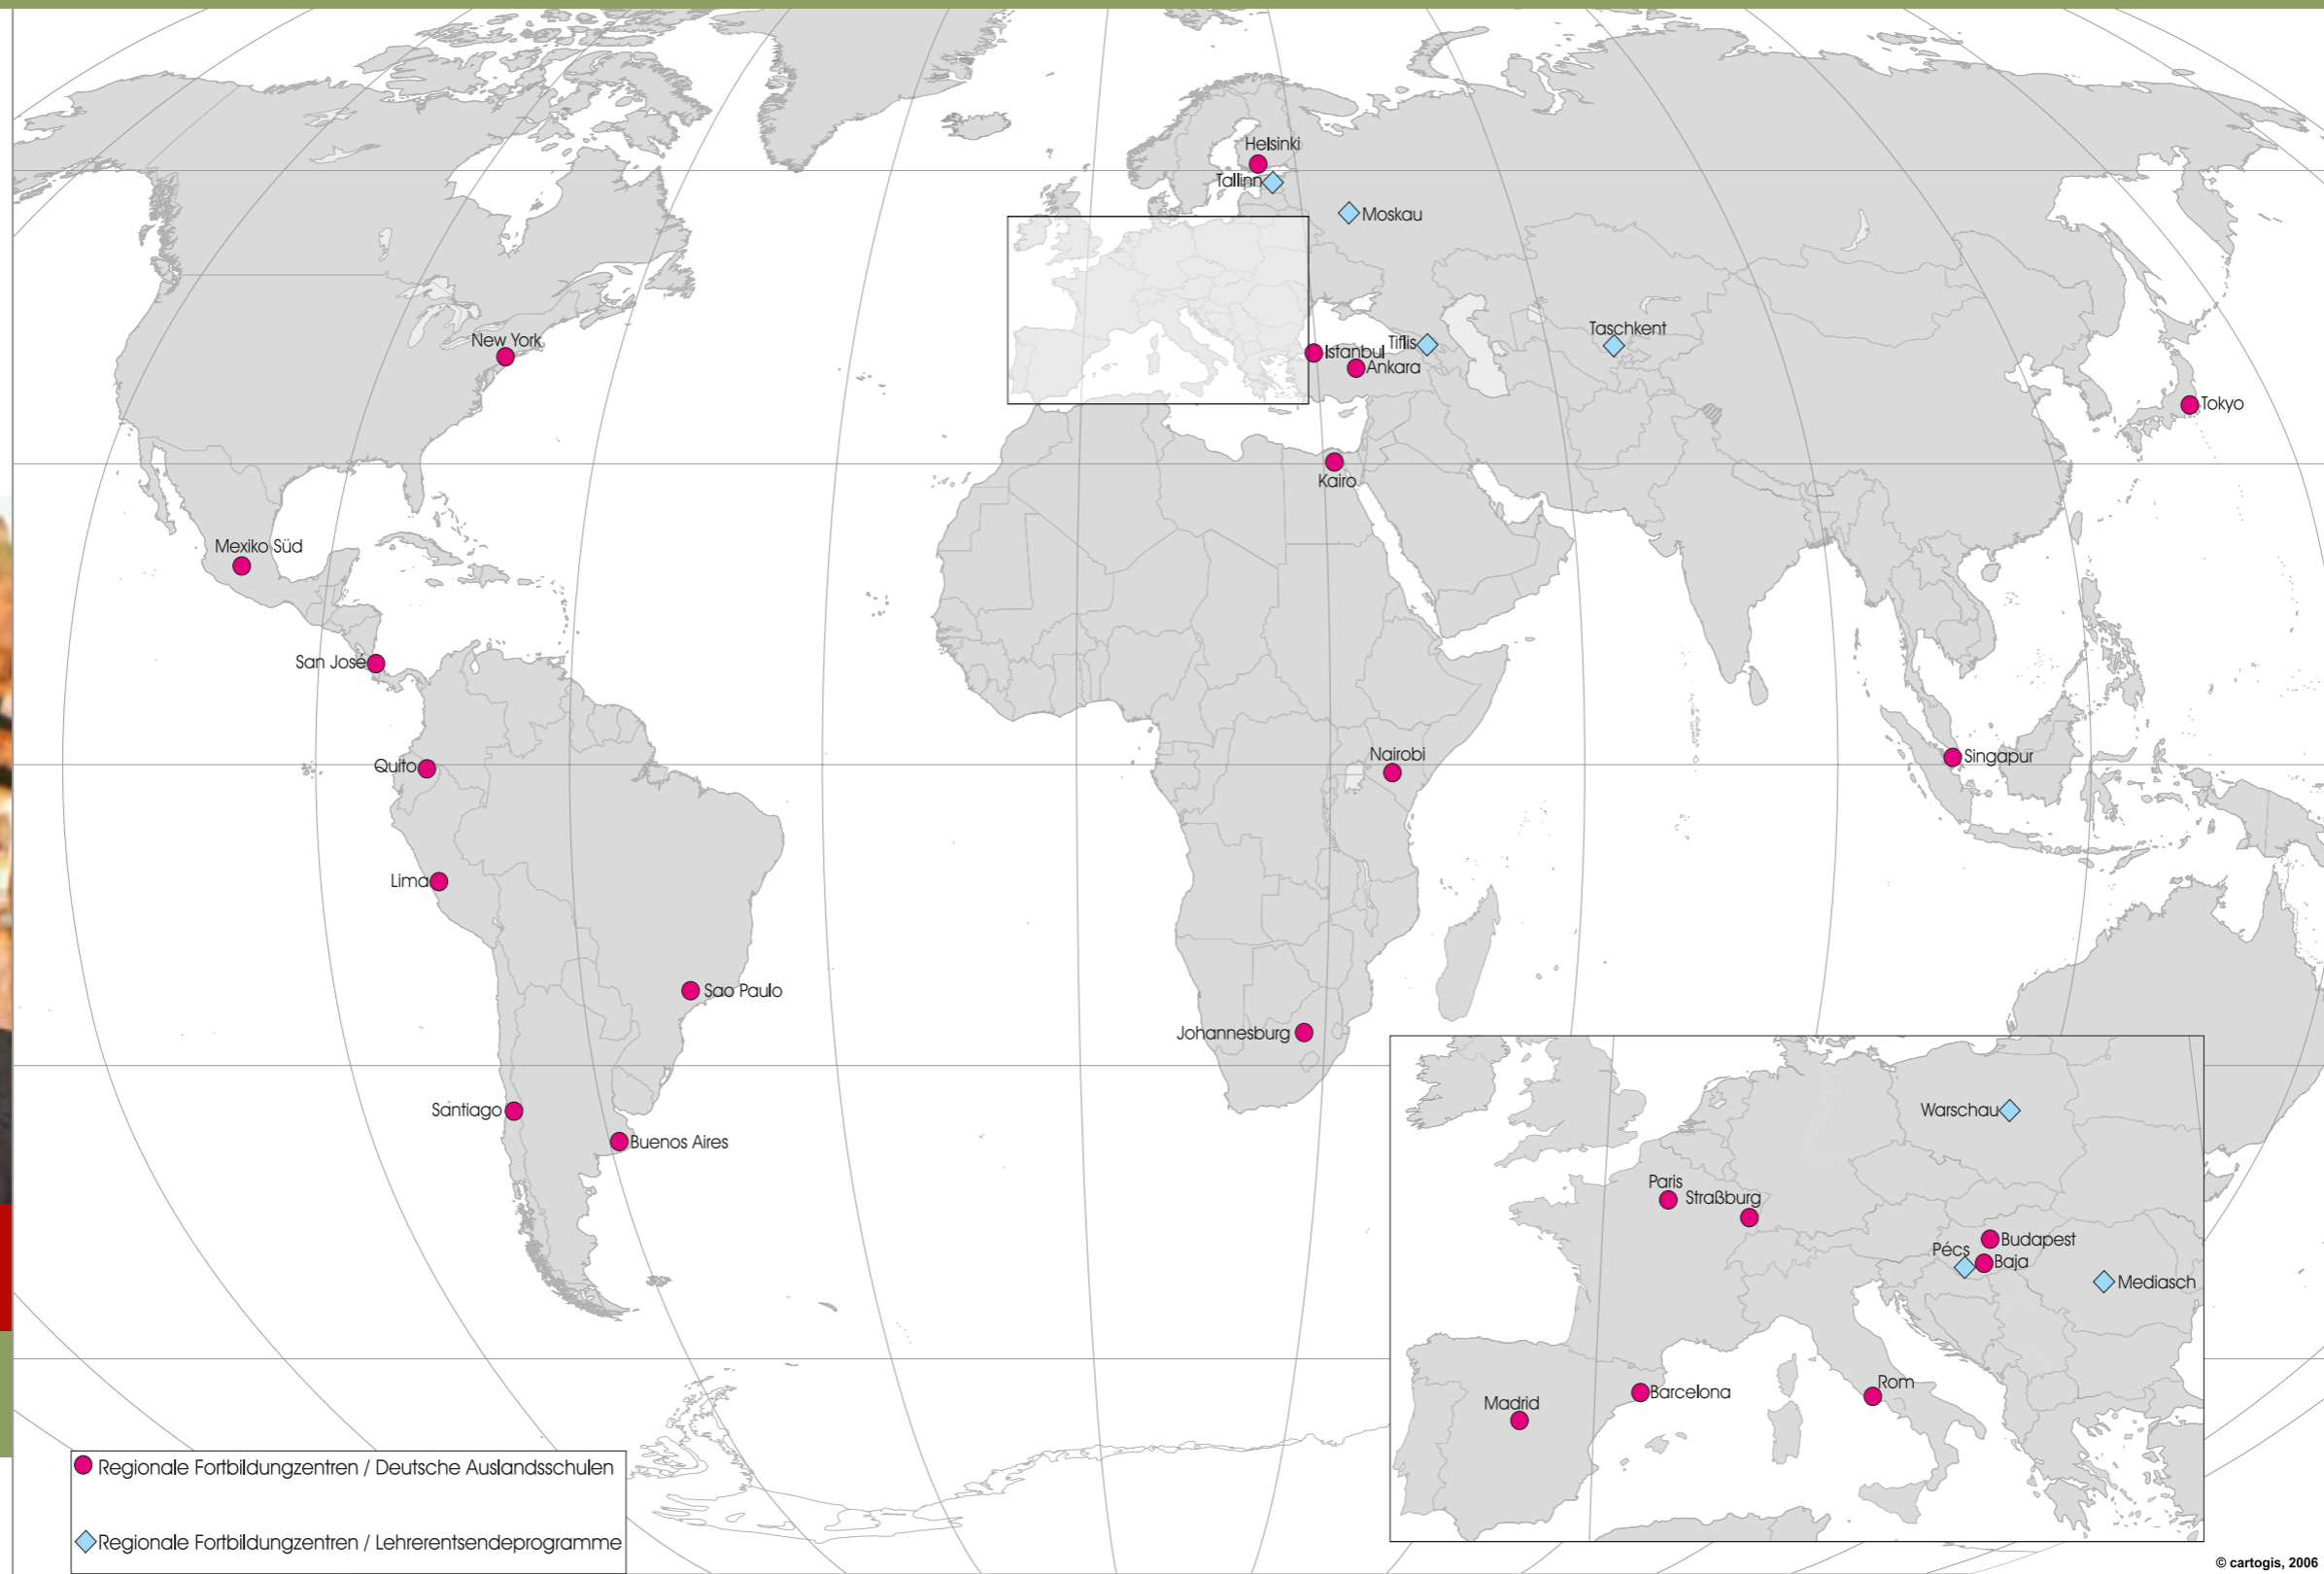 Helsinki
Tallinn
Moskau
New York
Istanbul
Tiflis
Ankara
Taschkent
Tokyo
Kairo
Mexiko Süd
San José
Quito
Nairobi
Singapur
Lima
Sao Paulo
Johannesburg
Santiago
Buenos Aires
Warschau
Paris
Straßburg
Budapest
Pécs
Baja
Mediasch
Barcelona
Rom
Madrid
Regionale Fortbildungzentren / Deutsche Auslandsschulen
Regionale Fortbildungzentren / Lehrerentsendeprogramme
© cartogis, 2006